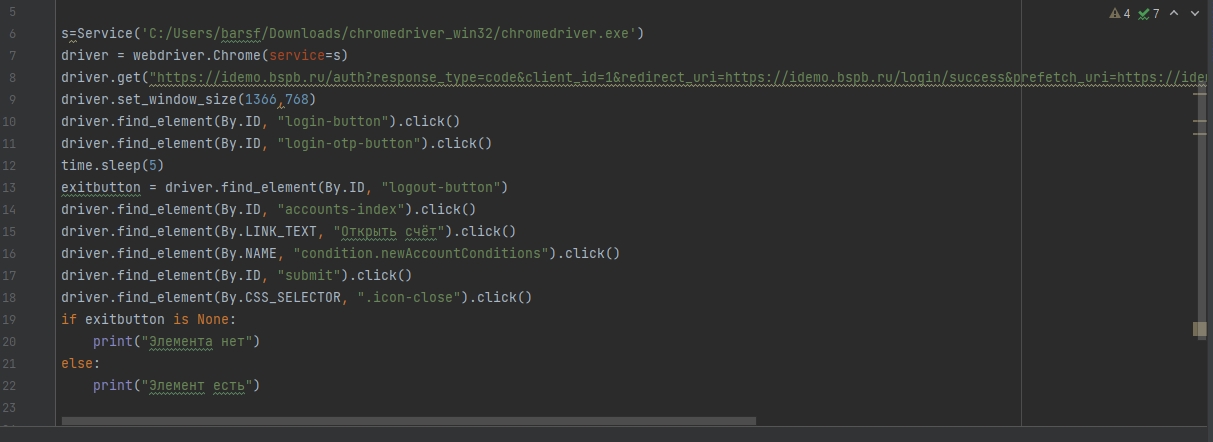 4 7
5
6 s=Service('C:/Users/barsf/Downloads/chromedriver_win32/chromedriver.exe')
7 driver = webdriver.Chrome(service=s)
8 driver.get("https://idemo.bspb.ru/auth?response_type=code&client_id=1&redirect_uri=https://idemo.bspb.ru/login/success&prefetch_uri=https://idem
9 driver.set_window_size(1366,768)
10 driver.find_element(By.ID, "login-button").click()
11 driver.find_element(By.ID, "login-otp-button").click()
12 time.sleep(5)
13 exitbutton = driver.find_element(By.ID, "logout-button")
14 driver.find_element(By.ID, "accounts-index").click()
15 driver.find_element(By.LINK_TEXT, "Открыть счёт").click()
16 driver.find_element(By.NAME, "condition.newAccountConditions").click()
17 driver.find_element(By.ID, "submit").click()
18 driver.find_element(By.CSS_SELECTOR, ".icon-close").click()
19 if exitbutton is None:
20     print("Элемента нет")
21 else:
22     print("Элемент есть")
23